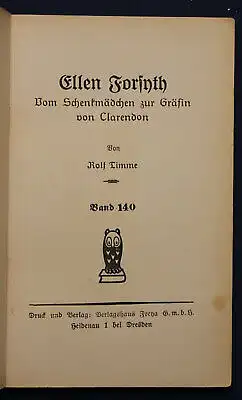 Ellen Forsyth
Vom Schenkmädchen zur Gräfin
von Clarendon
Von
Rolf Timme
Band 140
Druck und Verlag: Verlagshaus Freya G. m. b. H.
Heidenau 1 bei Dresden